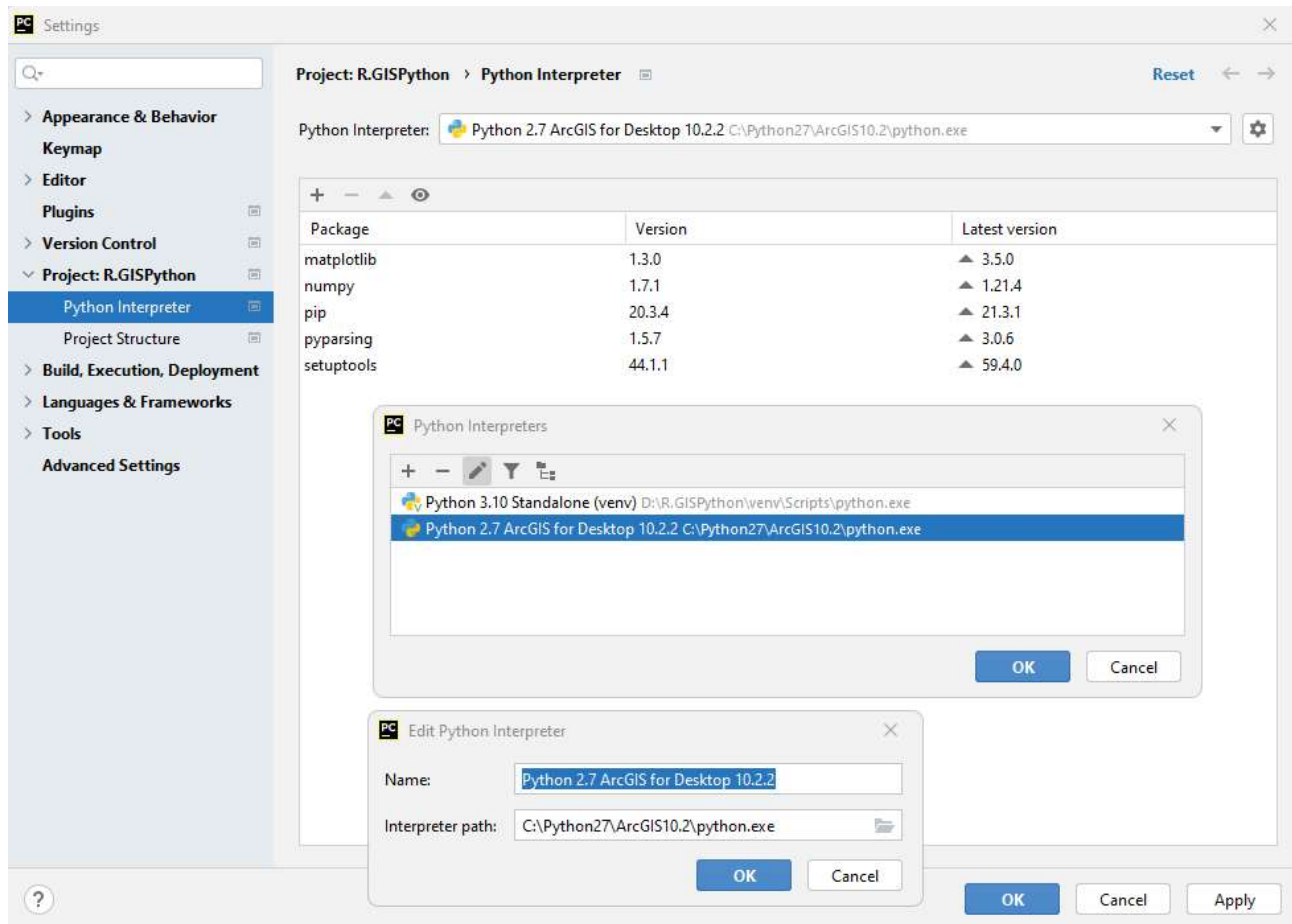 PC Settings
Project: R.GISPython > Python Interpreter Reset
Appearance & Behavior
Keymap
Editor
Plugins
Version Control
Project: R.GISPython
Python Interpreter
Project Structure
Build, Execution, Deployment
Languages & Frameworks
Tools
Advanced Settings
Python Interpreter: Python 2.7 ArcGIS for Desktop 10.2.2 C:\Python27\ArcGIS10.2\python.exe
Package Version Latest version
matplotlib 1.3.0 3.5.0
numpy 1.7.1 1.21.4
pip 20.3.4 21.3.1
pyparsing 1.5.7 3.0.6
setuptools 44.1.1 59.4.0
PC Python Interpreters
Python 3.10 Standalone (venv) D:\R.GISPython\venv\Scripts\python.exe
Python 2.7 ArcGIS for Desktop 10.2.2 C:\Python27\ArcGIS10.2\python.exe
OK Cancel
PC Edit Python Interpreter
Name: Python 2.7 ArcGIS for Desktop 10.2.2
Interpreter path: C:\Python27\ArcGIS10.2\python.exe
OK Cancel
? OK Cancel Apply